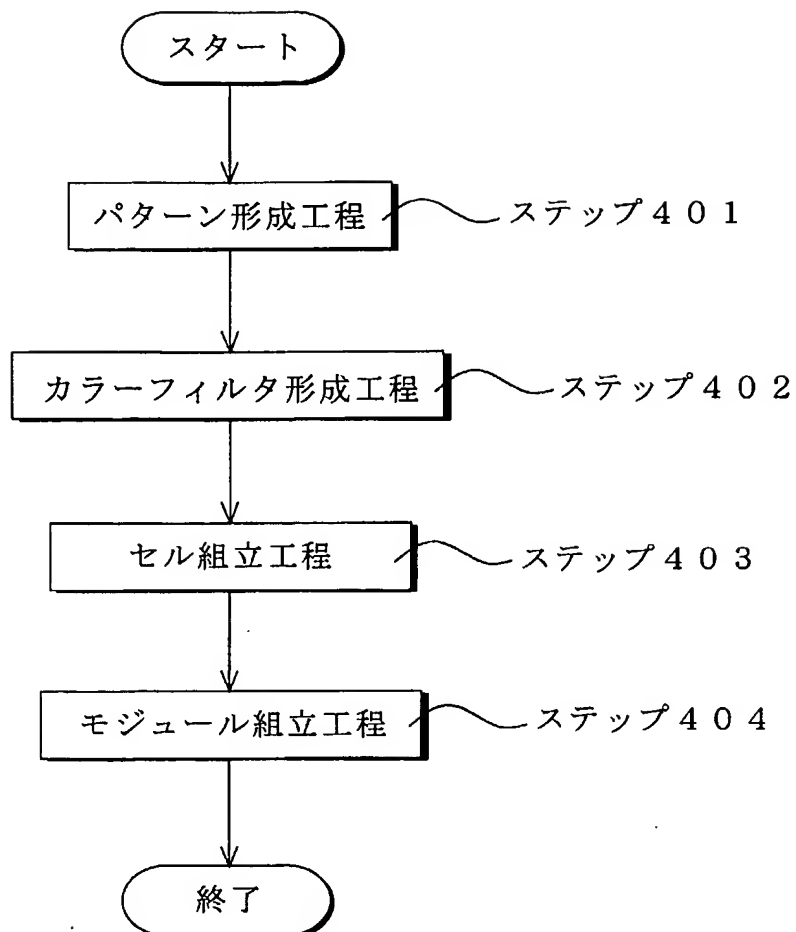 スタート
パターン形成工程
ステップ401
カラーフィルタ形成工程
ステップ402
セル組立工程
ステップ403
モジュール組立工程
ステップ404
終了